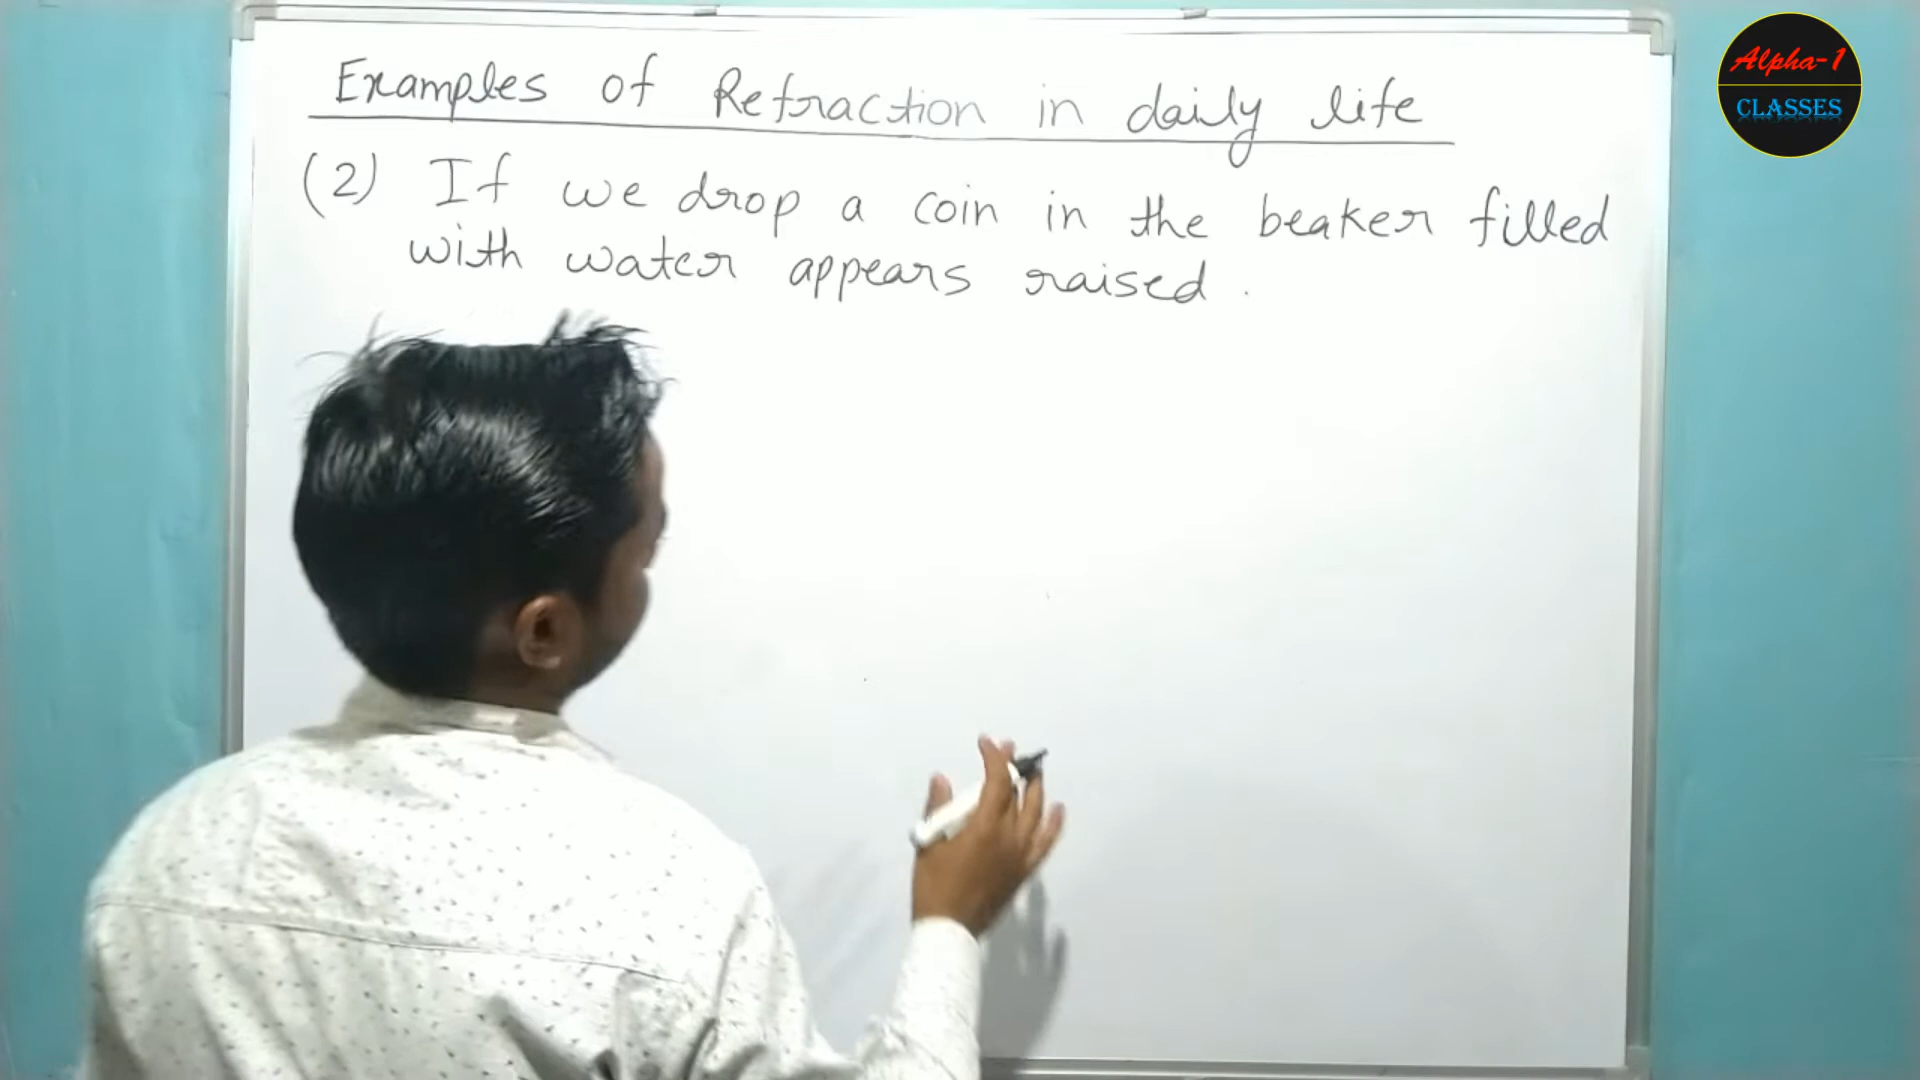 Examples of Refraction in daily life
(2) If we drop a coin in the beaker filled
with water appears raised.
Alpha-1
CLASSES